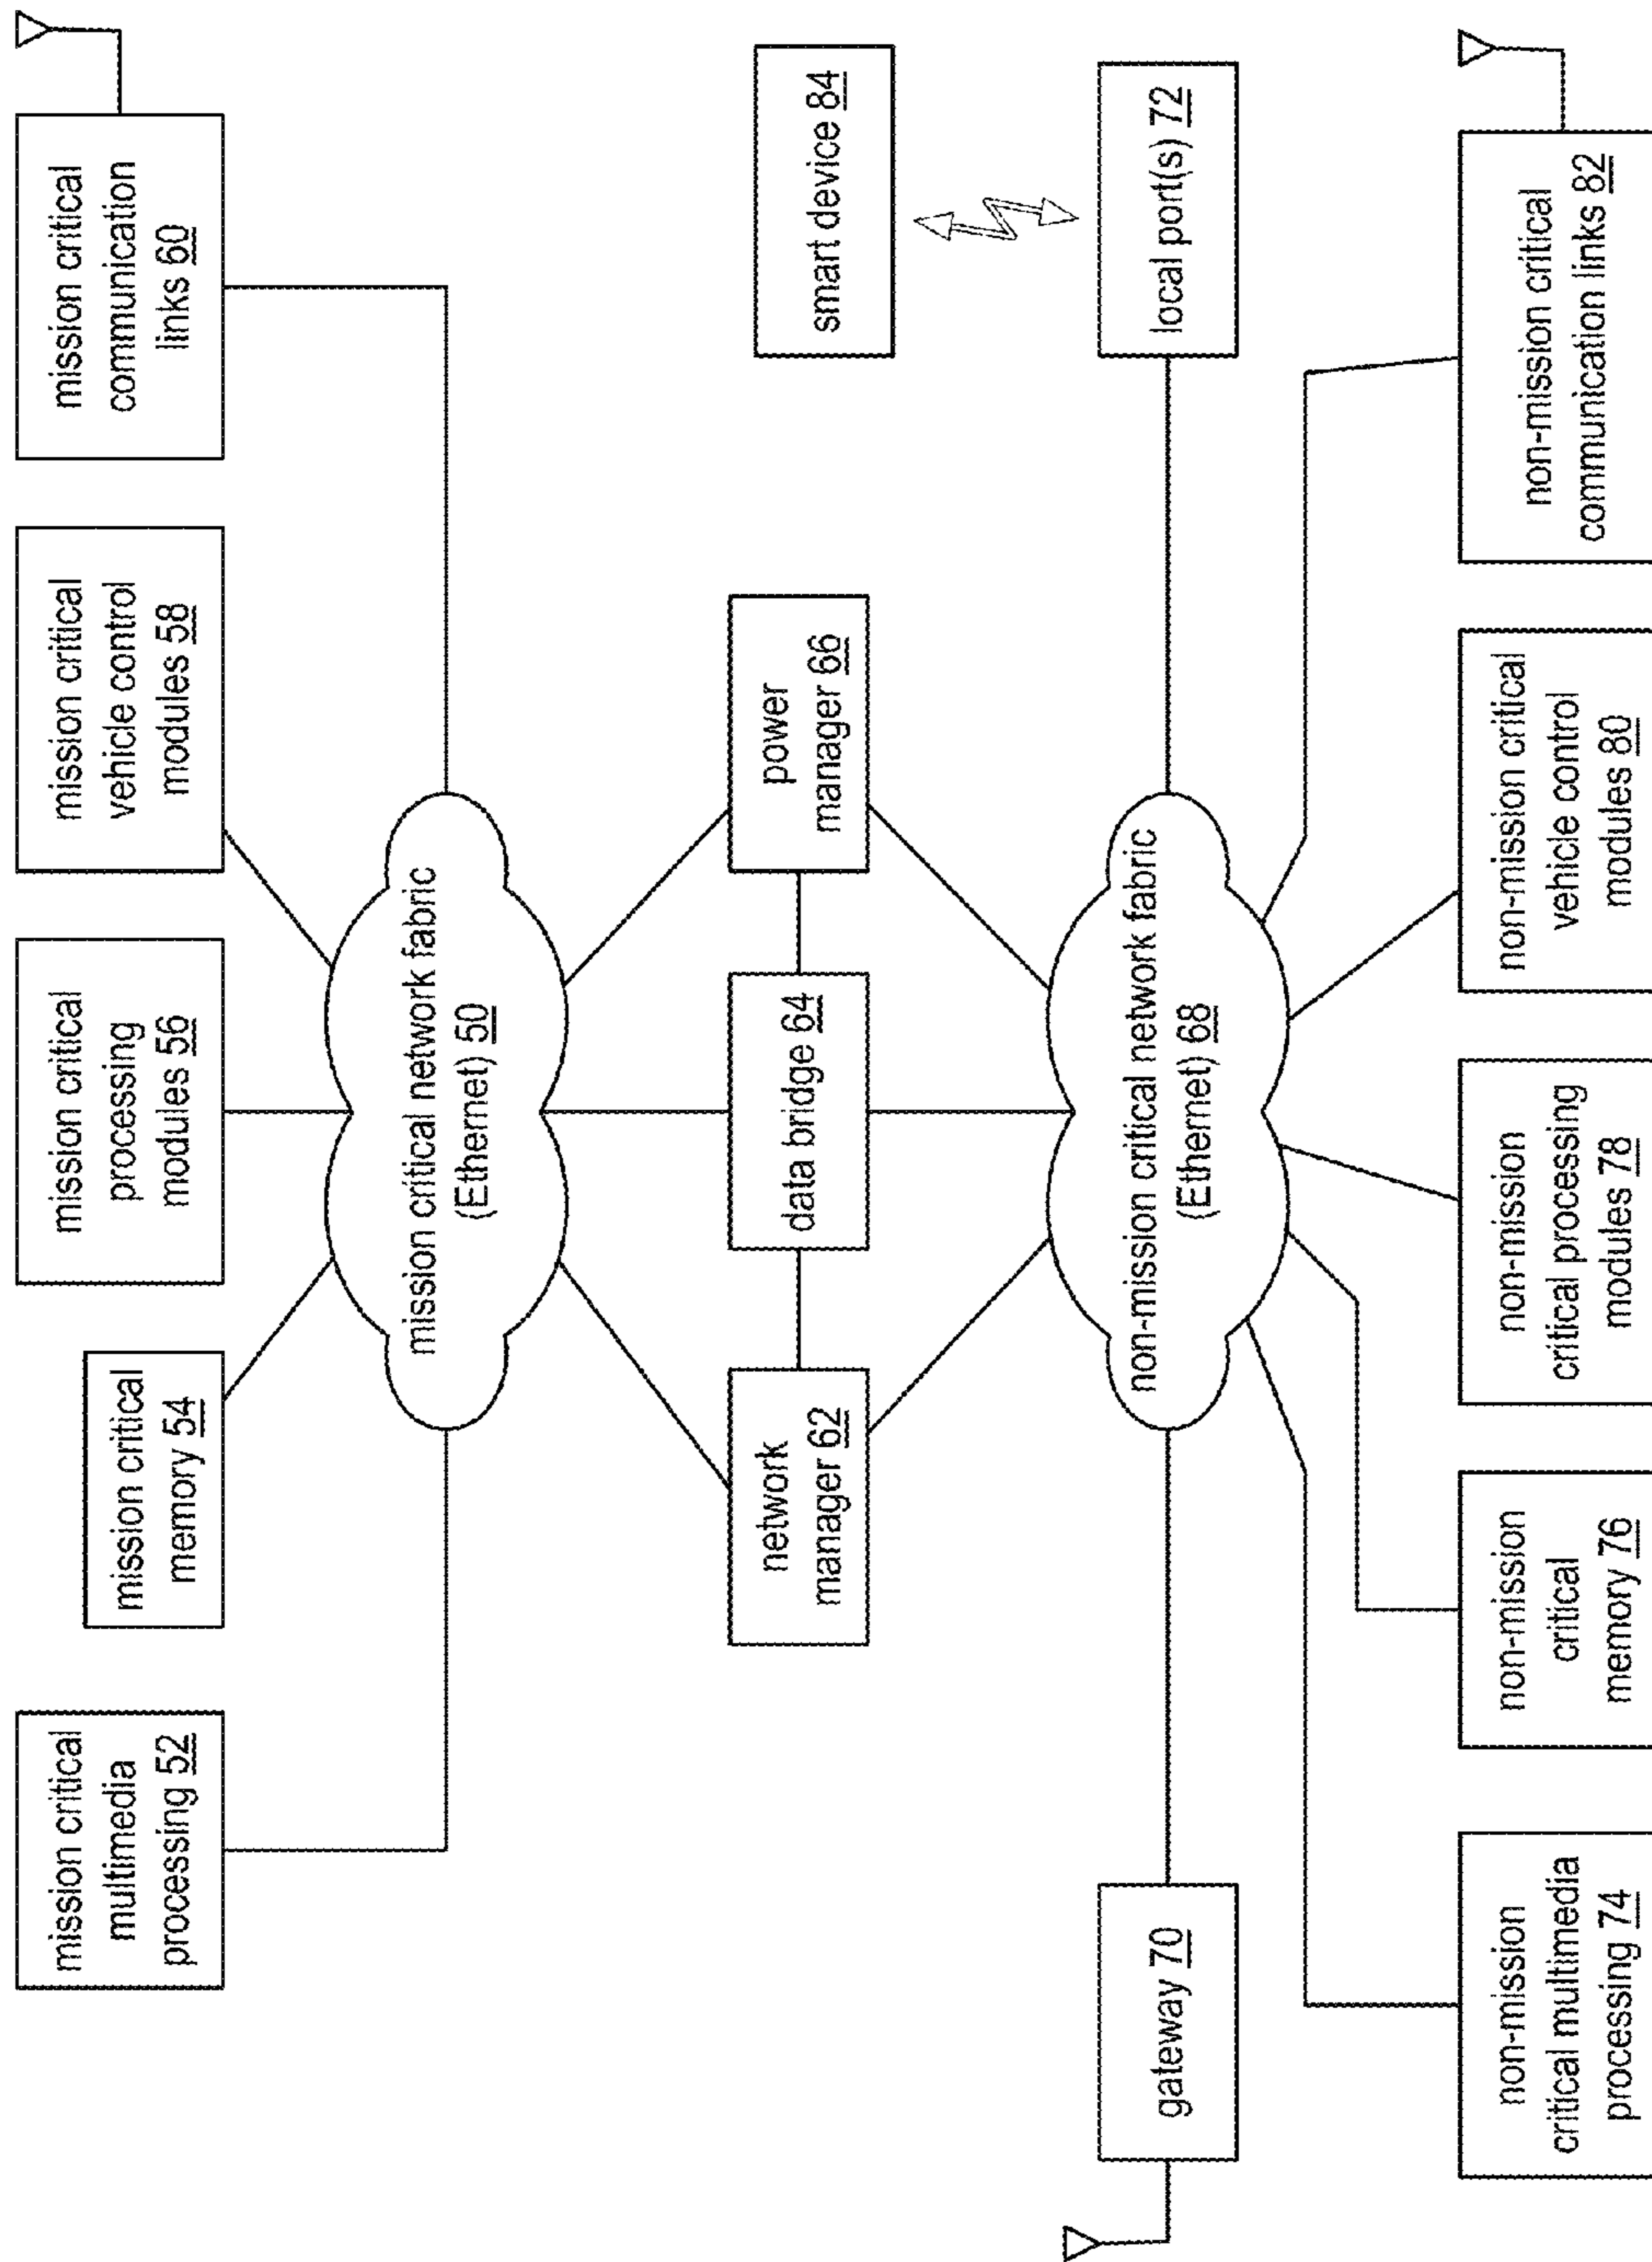 mission critical
multimedia
processing 52
mission critical
memory 54
mission critical
processing
modules 56
mission critical
vehicle control
modules 58
mission critical
communication
links 60
mission critical network fabric
(Ethernet) 50
network
manager 62
data bridge 64
power
manager 66
smart device 84
gateway 70
non-mission critical network fabric
(Ethernet) 68
local port(s) 72
non-mission
critical multimedia
processing 74
non-mission
critical
memory 76
non-mission
critical processing
modules 78
non-mission critical
vehicle control
modules 80
non-mission critical
communication links 82